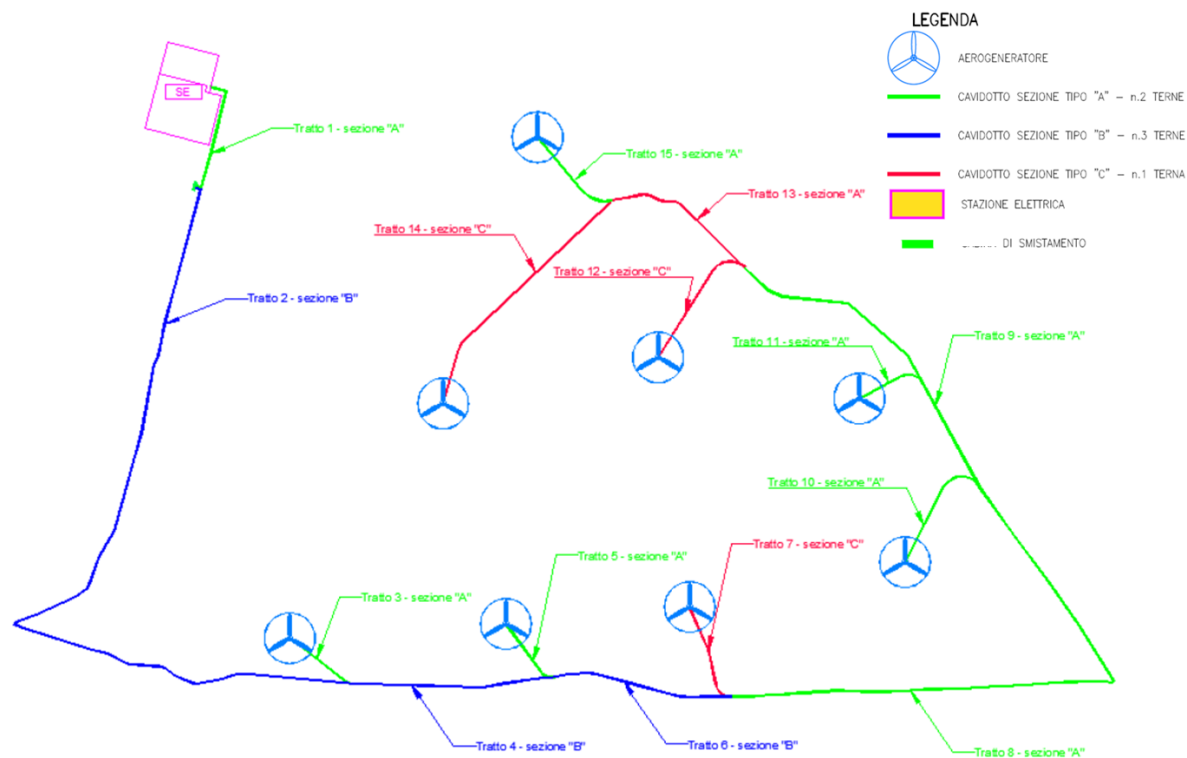 LEGENDA
AEROGENERATORE
CAVIDOTTO SEZIONE TIPO "A" – n.2 TERNE
CAVIDOTTO SEZIONE TIPO "B" – n.3 TERNE
CAVIDOTTO SEZIONE TIPO "C" – n.1 TERNA
STAZIONE ELETTRICA
DI SMISTAMENTO
SE
Tratto 1 - sezione "A"
Tratto 15 - sezione "A"
Tratto 13 - sezione "A"
Tratto 14 - sezione "C"
Tratto 12 - sezione "C"
Tratto 2 - sezione "B"
Tratto 11 - sezione "A"
Tratto 9 - sezione "A"
Tratto 10 - sezione "A"
Tratto 7 - sezione "C"
Tratto 5 - sezione "A"
Tratto 3 - sezione "A"
Tratto 4 - sezione "B"
Tratto 6 - sezione "B"
Tratto 8 - sezione "A"